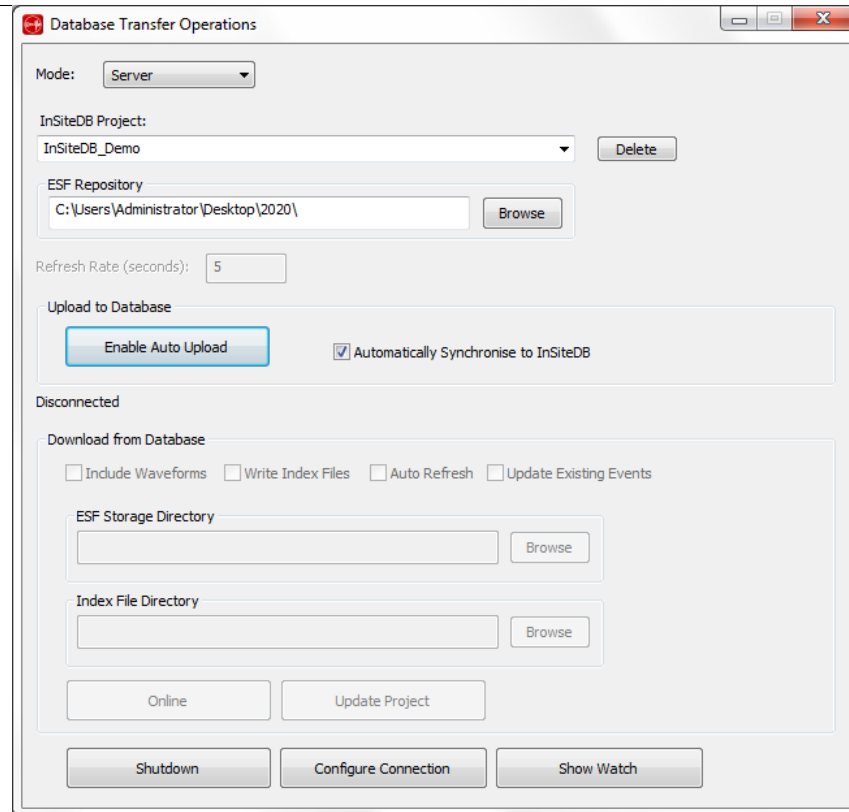 Database Transfer Operations
Mode: Server
InSiteDB Project:
InSiteDB_Demo Delete
ESF Repository
C:\Users\Administrator\Desktop\2020\ Browse
Refresh Rate (seconds): 5
Upload to Database
Enable Auto Upload Automatically Synchronise to InSiteDB
Disconnected
Download from Database
Include Waveforms Write Index Files Auto Refresh Update Existing Events
ESF Storage Directory
Browse
Index File Directory
Browse
Online Update Project
Shutdown Configure Connection Show Watch